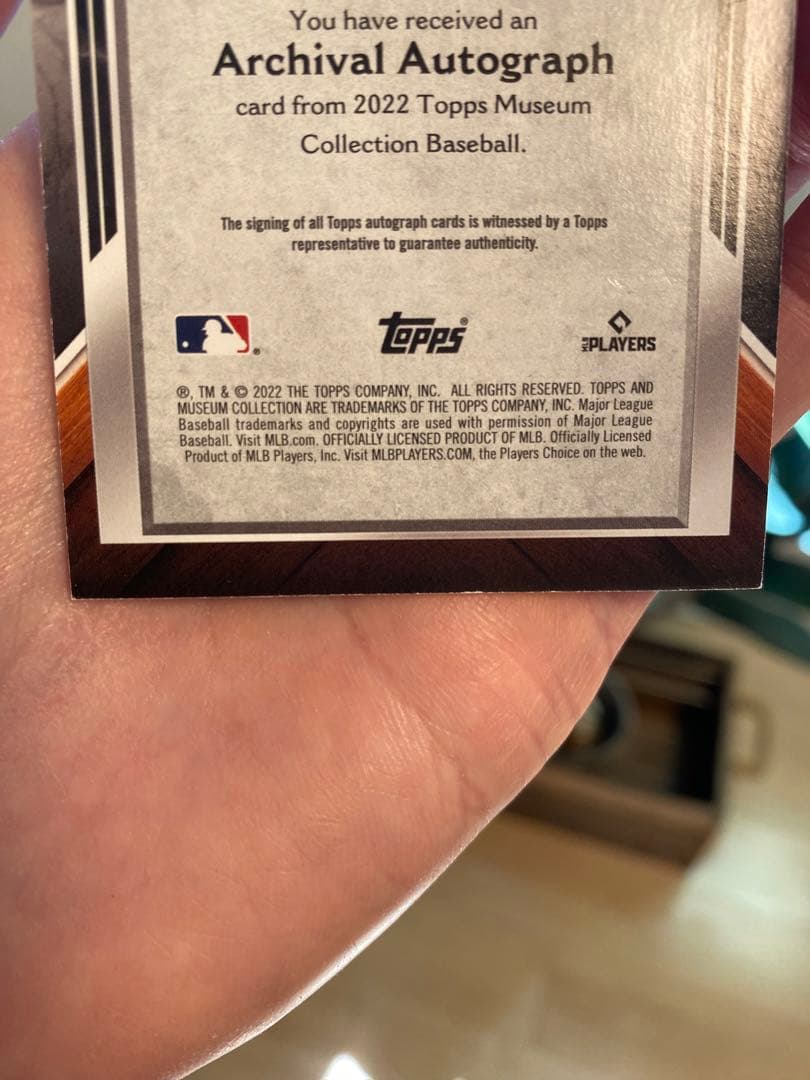 You have received an
Archival Autograph
card from 2022 Topps Museum
Collection Baseball.
The signing of all Topps autograph cards is witnessed by a Topps
representative to guarantee authenticity.
Topps®
MLB PLAYERS
®, TM & © 2022 THE TOPPS COMPANY, INC. ALL RIGHTS RESERVED. TOPPS AND
MUSEUM COLLECTION ARE TRADEMARKS OF THE TOPPS COMPANY, INC. Major League
Baseball trademarks and copyrights are used with permission of Major League
Baseball. Visit MLB.com. OFFICIALLY LICENSED PRODUCT OF MLB. Officially Licensed
Product of MLB Players, Inc. Visit MLBPLAYERS.COM, the Players Choice on the web.